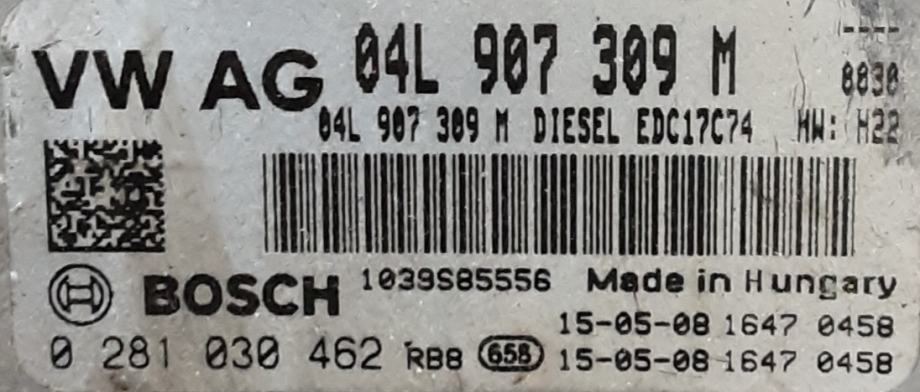 VW AG 04L 907 309 M ----
8830
04L 907 309 M DIESEL EDC17C74 HW: H22
BOSCH 1039S85556 Made in Hungary
15-05-08 1647 0458
0 281 030 462 RB8 658 15-05-08 1647 0458